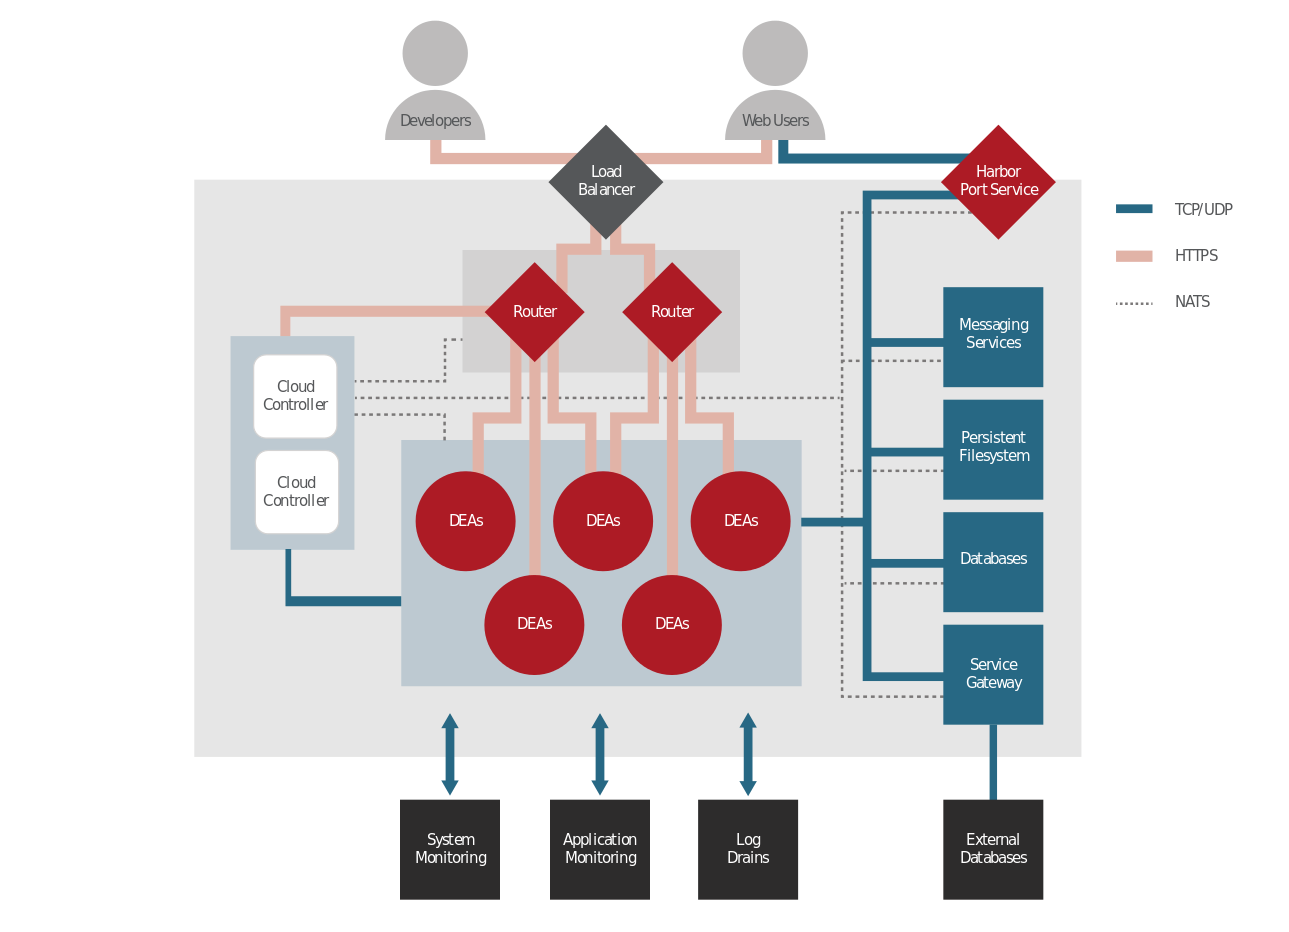 Developers
Web Users
Load
Balancer
Harbor
Port Service
TCP/UDP
HTTPS
NATS
Router
Router
Messaging
Services
Cloud
Controller
Persistent
Filesystem
Cloud
Controller
DEAs
DEAs
DEAs
Databases
DEAs
DEAs
Service
Gateway
System
Monitoring
Application
Monitoring
Log
Drains
External
Databases